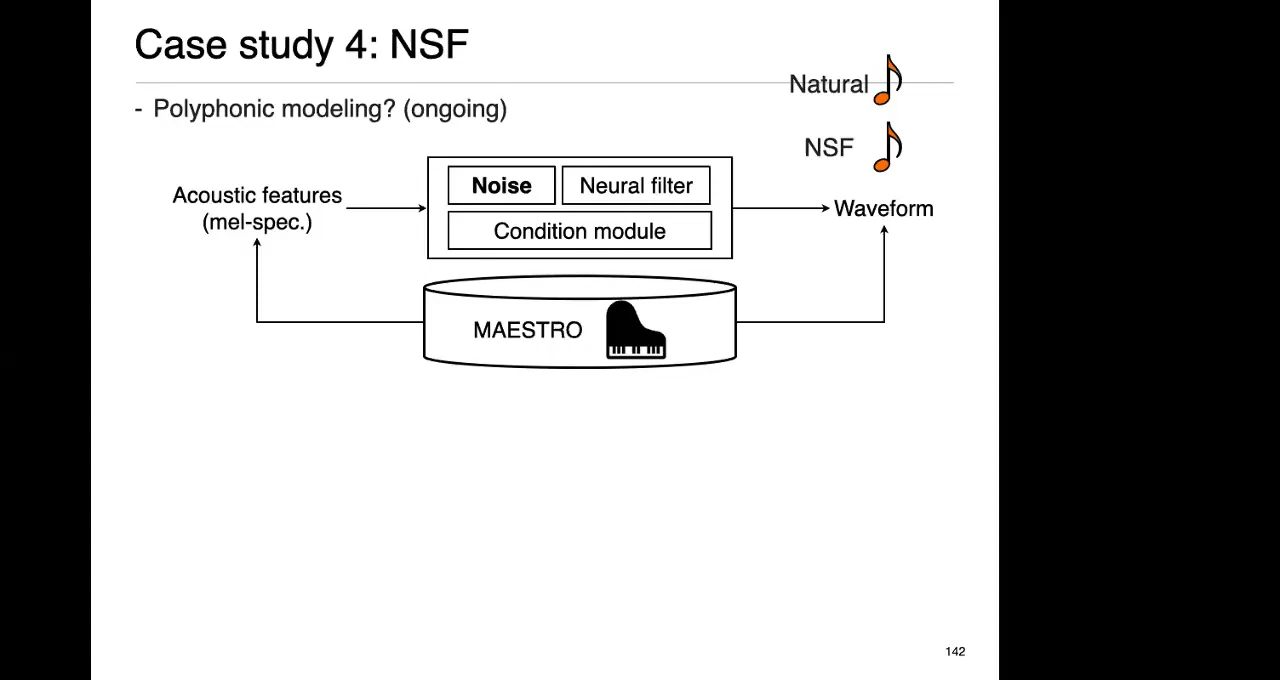 Case study 4: NSF
Natural
- Polyphonic modeling? (ongoing)
NSF
Noise
Neural filter
Acoustic features
(mel-spec.)
Waveform
Condition module
MAESTRO
142